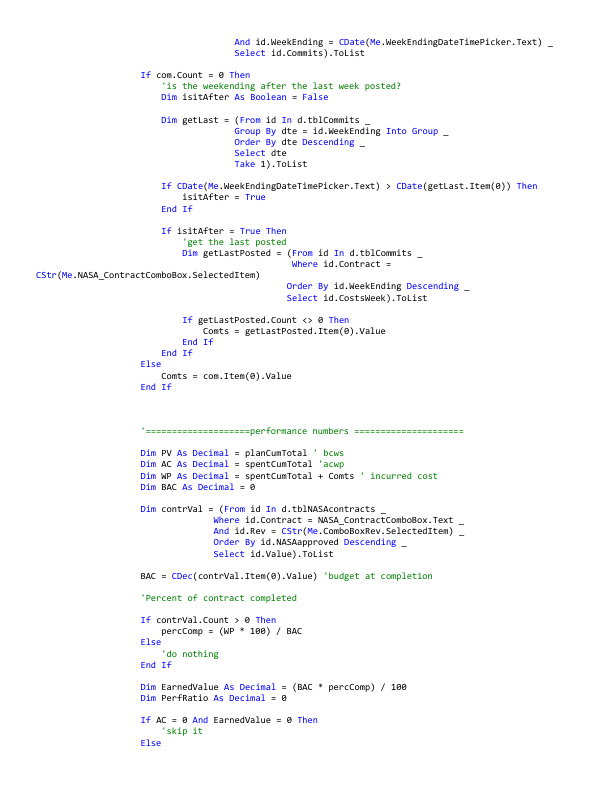 And id.WeekEnding = CDate(Me.WeekEndingDateTimePicker.Text) _
Select id.Commits).ToList
If com.Count = 0 Then
'is the weekending after the last week posted?
Dim isitAfter As Boolean = False
Dim getLast = (From id In d.tblCommits _
Group By dte = id.WeekEnding Into Group _
Order By dte Descending _
Select dte
Take 1).ToList
If CDate(Me.WeekEndingDateTimePicker.Text) > CDate(getLast.Item(0)) Then
isitAfter = True
End If
If isitAfter = True Then
'get the last posted
Dim getLastPosted = (From id In d.tblCommits _
Where id.Contract =
CStr(Me.NASA_ContractComboBox.SelectedItem)
Order By id.WeekEnding Descending _
Select id.CostsWeek).ToList
If getLastPosted.Count <> 0 Then
Comts = getLastPosted.Item(0).Value
End If
End If
Else
Comts = com.Item(0).Value
End If
'====================performance numbers =====================
Dim PV As Decimal = planCumTotal ' bcws
Dim AC As Decimal = spentCumTotal 'acwp
Dim WP As Decimal = spentCumTotal + Comts ' incurred cost
Dim BAC As Decimal = 0
Dim contrVal = (From id In d.tblNASAcontracts _
Where id.Contract = NASA_ContractComboBox.Text _
And id.Rev = CStr(Me.ComboBoxRev.SelectedItem) _
Order By id.NASAapproved Descending _
Select id.Value).ToList
BAC = CDec(contrVal.Item(0).Value) 'budget at completion
'Percent of contract completed
If contrVal.Count > 0 Then
percComp = (WP * 100) / BAC
Else
'do nothing
End If
Dim EarnedValue As Decimal = (BAC * percComp) / 100
Dim PerfRatio As Decimal = 0
If AC = 0 And EarnedValue = 0 Then
'skip it
Else